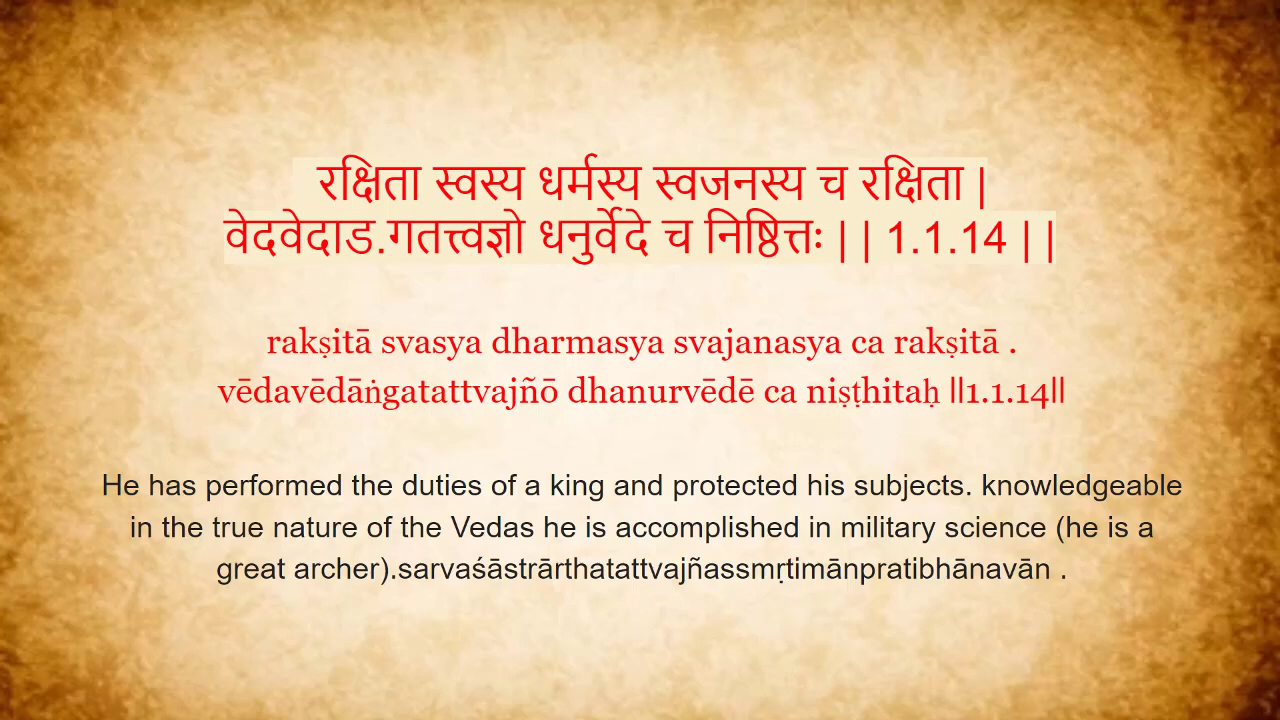 रक्षिता स्वस्य धर्मस्य स्वजनस्य च रक्षिता |
वेदवेदाड.गतत्त्वज्ञो धनुर्वेदे च निष्ठित्तः | | 1.1.14 | |
rakṣitā svasya dharmasya svajanasya ca rakṣitā .
vēdavēdāṅgatattvajñō dhanurvēdē ca niṣṭhitaḥ ||1.1.14||
He has performed the duties of a king and protected his subjects. knowledgeable
in the true nature of the Vedas he is accomplished in military science (he is a
great archer).sarvaśāstrārthatattvajñassmṛtimānpratibhānavān .